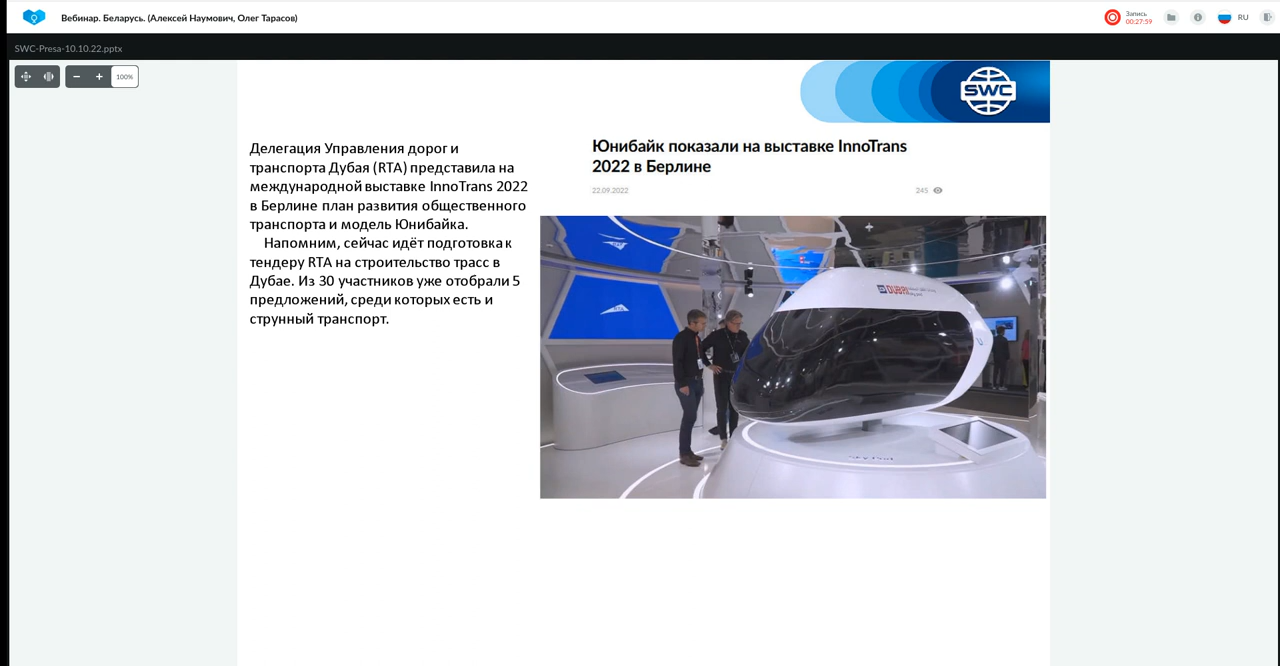 Вебинар. Беларусь. (Алексей Наумович, Олег Тарасов)
Запись
00:27:59
RU
SWC-Presa-10.10.22.pptx
100%
SWC
Делегация Управления дорог и
транспорта Дубая (RTA) представила на
международной выставке InnoTrans 2022
в Берлине план развития общественного
транспорта и модель Юнибайка.
Напомним, сейчас идёт подготовка к
тендеру RTA на строительство трасс в
Дубае. Из 30 участников уже отобрали 5
предложений, среди которых есть и
струнный транспорт.
Юнибайк показали на выставке InnoTrans
2022 в Берлине
22.09.2022
245
RTA
DUBAI